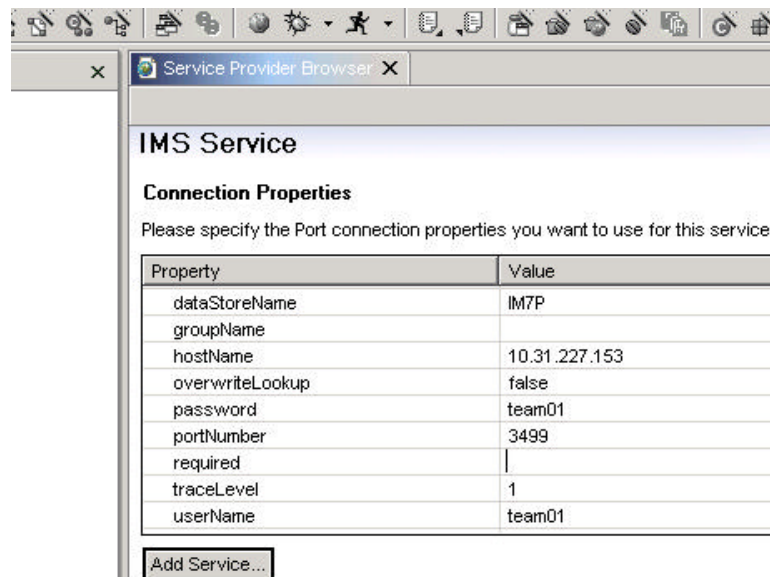 Service Provider Browser
IMS Service
Connection Properties
Please specify the Port connection properties you want to use for this service
Property Value
dataStoreName IM7P
groupName
hostName 10.31.227.153
overwriteLookup false
password team01
portNumber 3499
required
traceLevel 1
userName team01
Add Service...